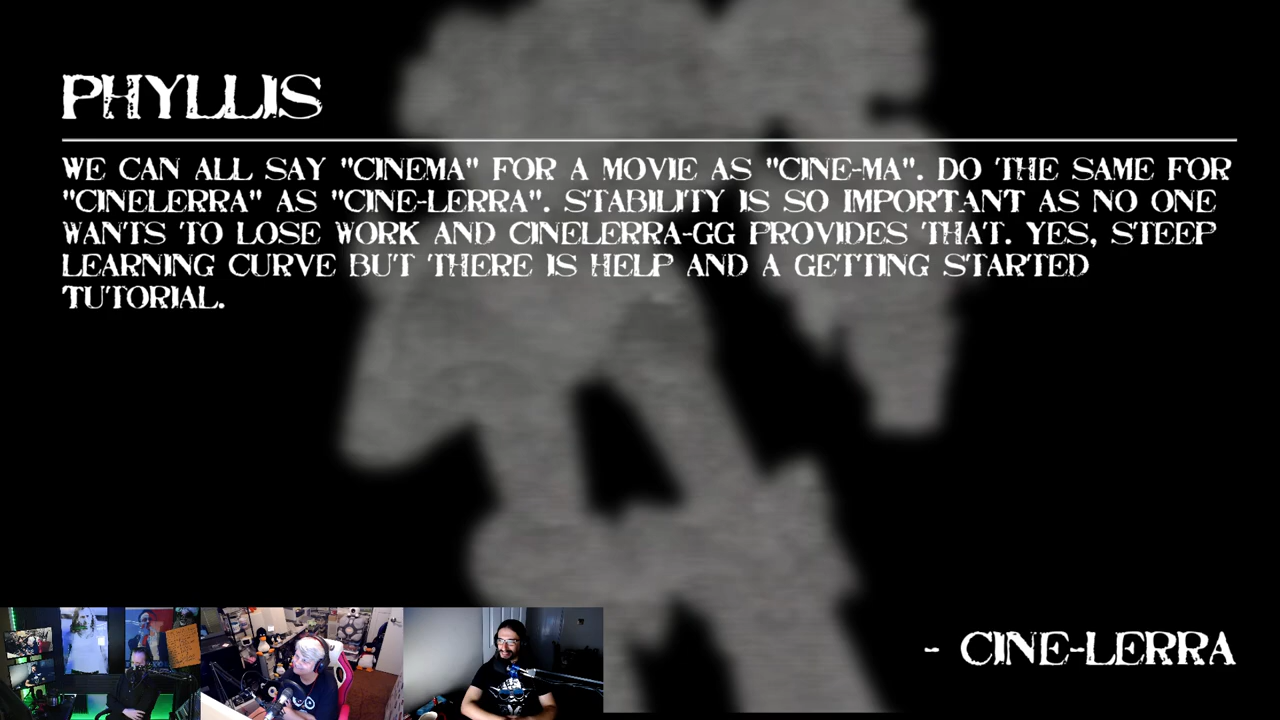 PHYLLIS
WE CAN ALL SAY "CINEMA" FOR A MOVIE AS "CINE-MA". DO THE SAME FOR
"CINELERRA" AS "CINE-LERRA". STABILITY IS SO IMPORTANT AS NO ONE
WANTS TO LOSE WORK AND CINELERRA-GG PROVIDES THAT. YES, STEEP
LEARNING CURVE BUT THERE IS HELP AND A GETTING STARTED
TUTORIAL.
- CINE-LERRA